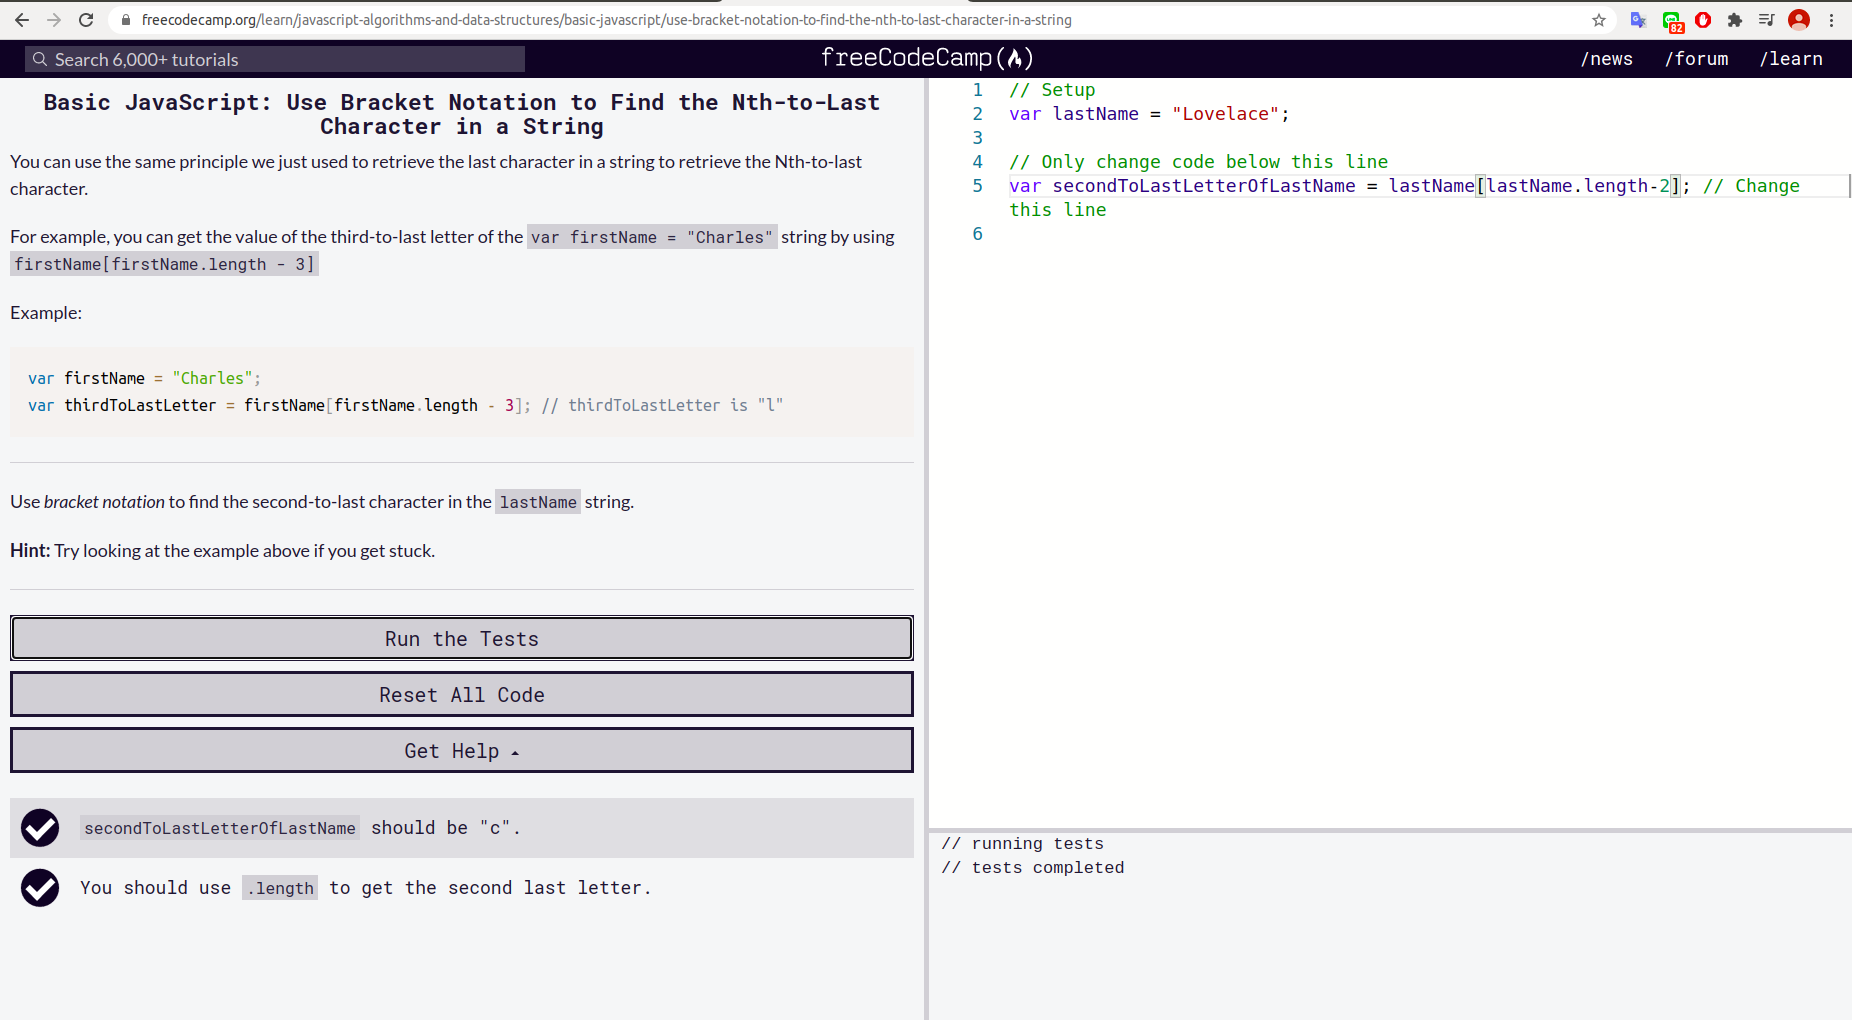 freecodecamp.org/learn/javascript-algorithms-and-data-structures/basic-javascript/use-bracket-notation-to-find-the-nth-to-last-character-in-a-string
82
Search 6,000+ tutorials
freeCodeCamp
/news /forum /learn
Basic JavaScript: Use Bracket Notation to Find the Nth-to-Last
Character in a String
You can use the same principle we just used to retrieve the last character in a string to retrieve the Nth-to-last
character.
For example, you can get the value of the third-to-last letter of the var firstName = "Charles" string by using
firstName[firstName.length - 3]
Example:
var firstName = "Charles";
var thirdToLastLetter = firstName[firstName.length - 3]; // thirdToLastLetter is "l"
Use bracket notation to find the second-to-last character in the lastName string.
Hint: Try looking at the example above if you get stuck.
Run the Tests
Reset All Code
Get Help
secondToLastLetterOfLastName should be "c".
You should use .length to get the second last letter.
1 // Setup
2 var lastName = "Lovelace";
3
4 // Only change code below this line
5 var secondToLastLetterOfLastName = lastName[lastName.length-2]; // Change
this line
6
// running tests
// tests completed